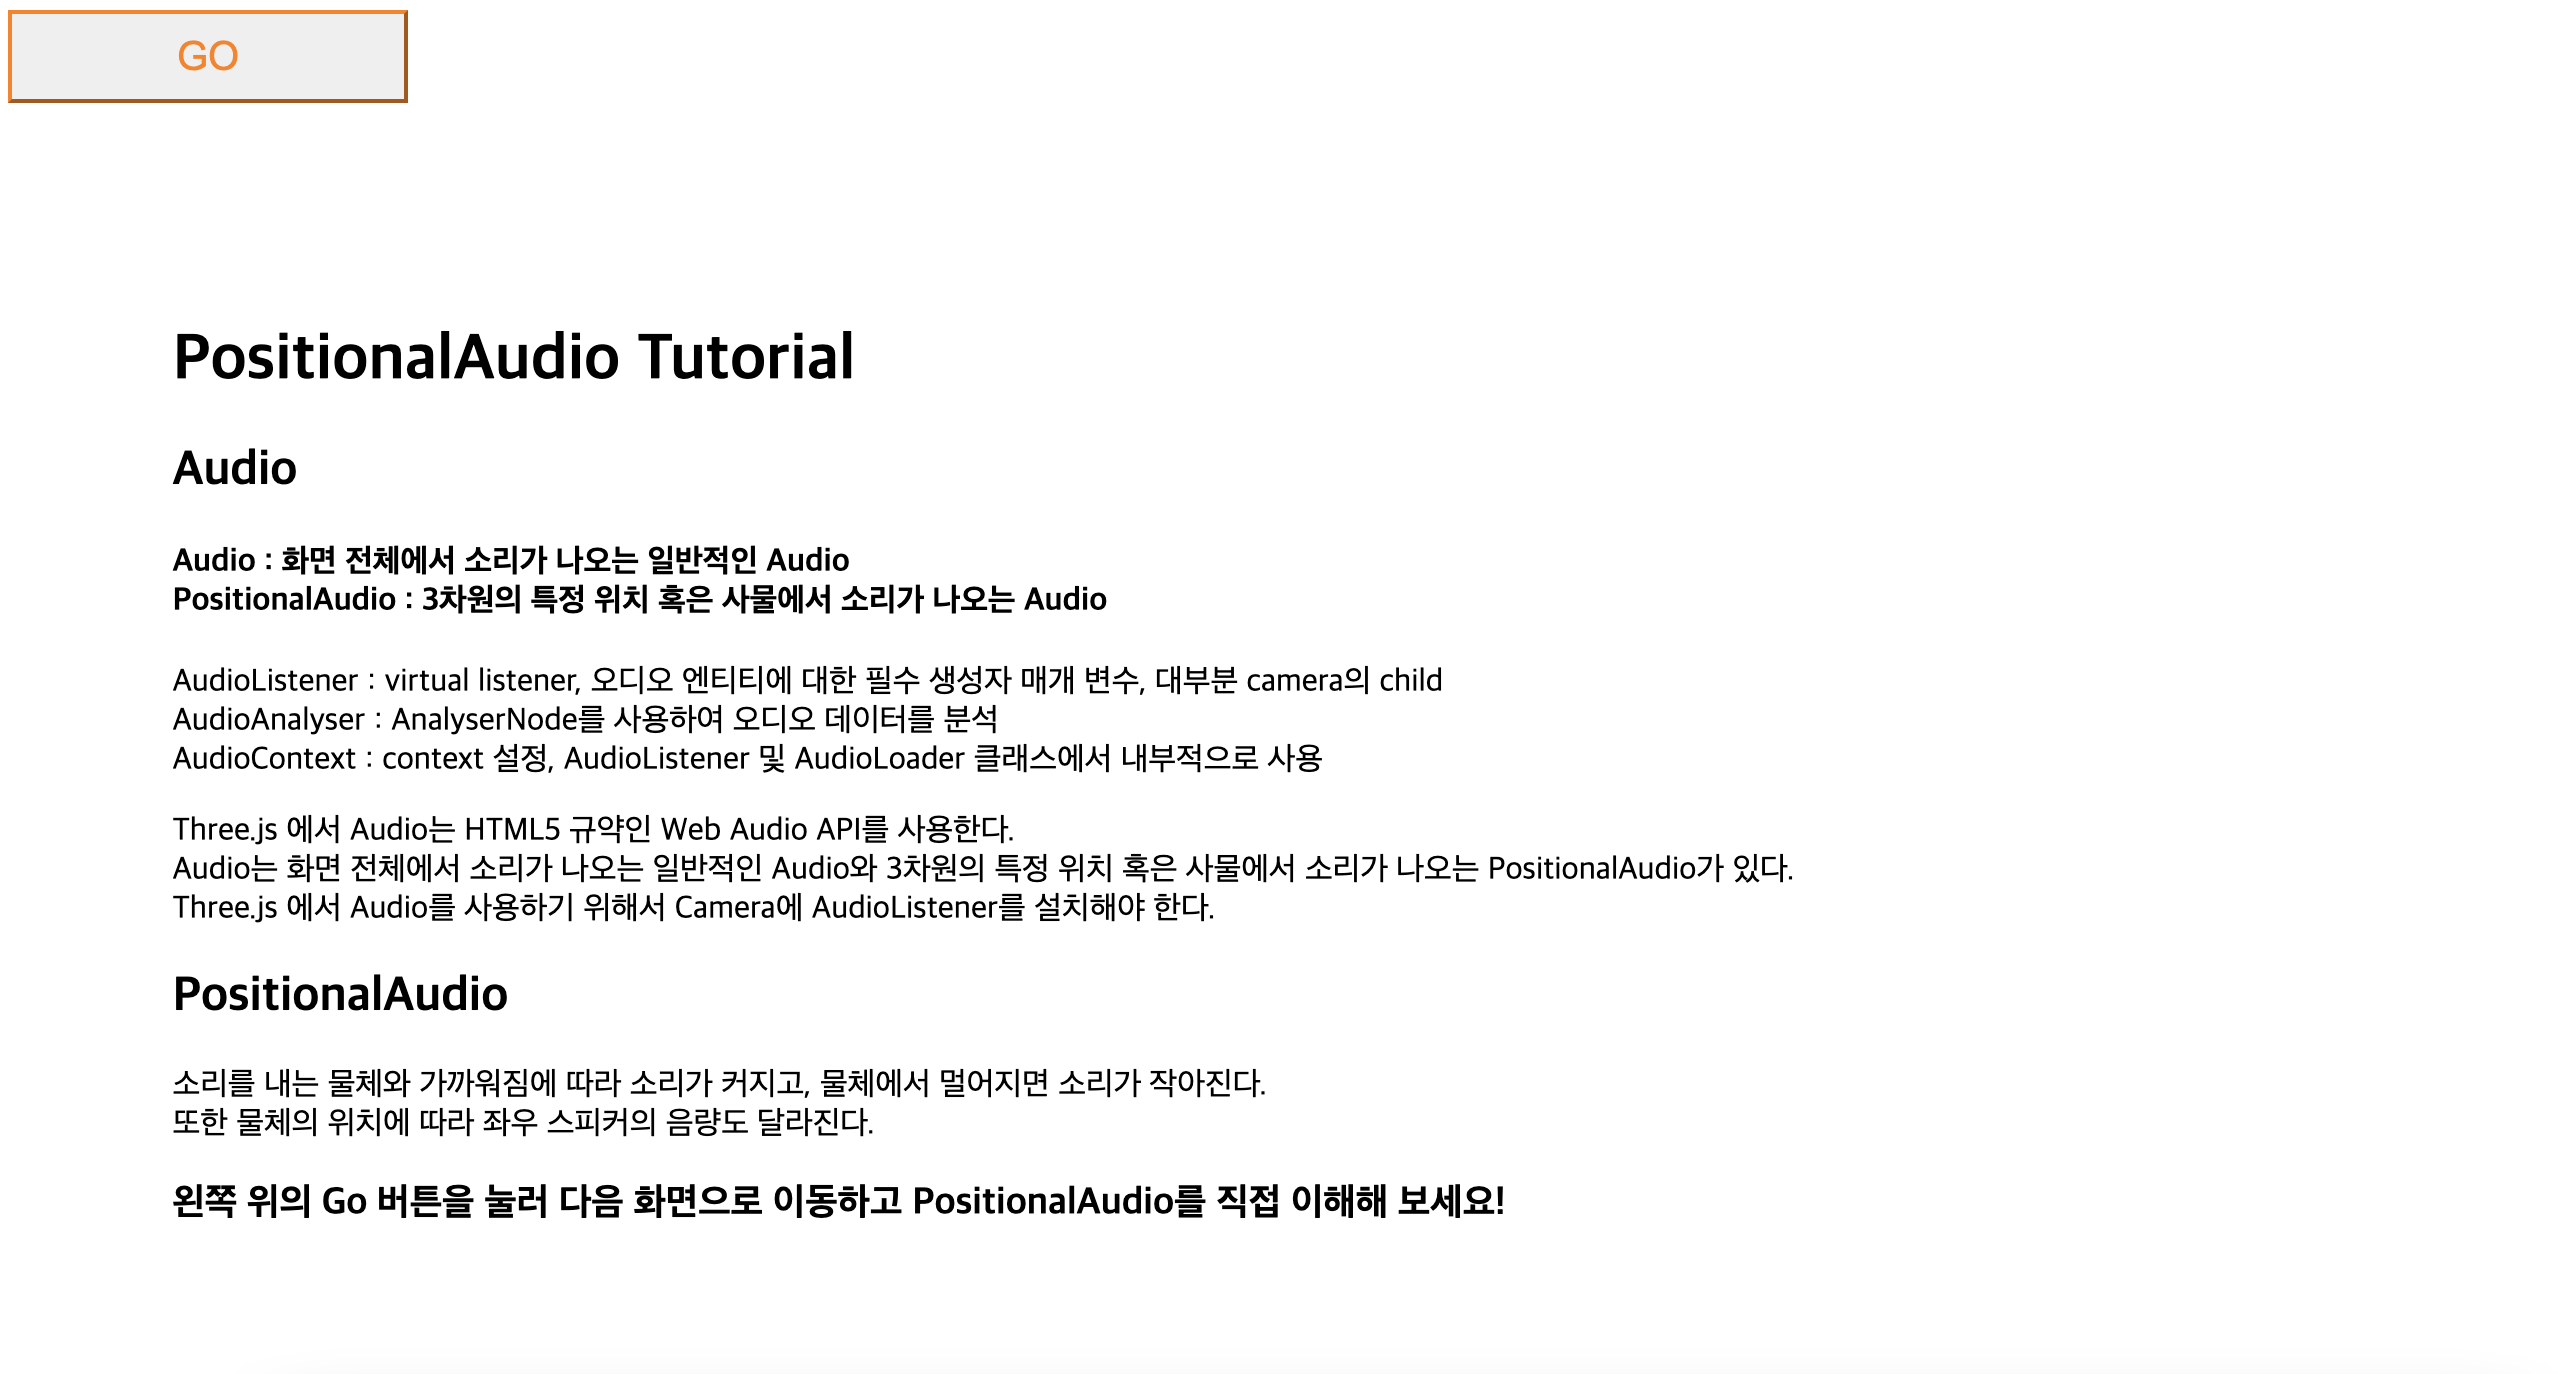 GO
PositionalAudio Tutorial
Audio
Audio : 화면 전체에서 소리가 나오는 일반적인 Audio
PositionalAudio : 3차원의 특정 위치 혹은 사물에서 소리가 나오는 Audio
AudioListener : virtual listener, 오디오 엔티티에 대한 필수 생성자 매개 변수, 대부분 camera의 child
AudioAnalyser : AnalyserNode를 사용하여 오디오 데이터를 분석
AudioContext : context 설정, AudioListener 및 AudioLoader 클래스에서 내부적으로 사용
Three.js 에서 Audio는 HTML5 규약인 Web Audio API를 사용한다.
Audio는 화면 전체에서 소리가 나오는 일반적인 Audio와 3차원의 특정 위치 혹은 사물에서 소리가 나오는 PositionalAudio가 있다.
Three.js 에서 Audio를 사용하기 위해서 Camera에 AudioListener를 설치해야 한다.
PositionalAudio
소리를 내는 물체와 가까워짐에 따라 소리가 커지고, 물체에서 멀어지면 소리가 작아진다.
또한 물체의 위치에 따라 좌우 스피커의 음량도 달라진다.
왼쪽 위의 Go 버튼을 눌러 다음 화면으로 이동하고 PositionalAudio를 직접 이해해 보세요!